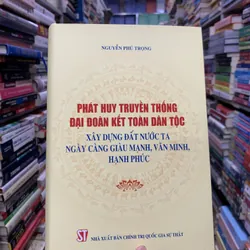 NGUYỄN PHÚ TRỌNG
PHÁT HUY TRUYỀN THỐNG
ĐẠI ĐOÀN KẾT TOÀN DÂN TỘC
XÂY DỰNG ĐẤT NƯỚC TA
NGÀY CÀNG GIÀU MẠNH, VĂN MINH,
HẠNH PHÚC
ST
NHÀ XUẤT BẢN CHÍNH TRỊ QUỐC GIA SỰ THẬT